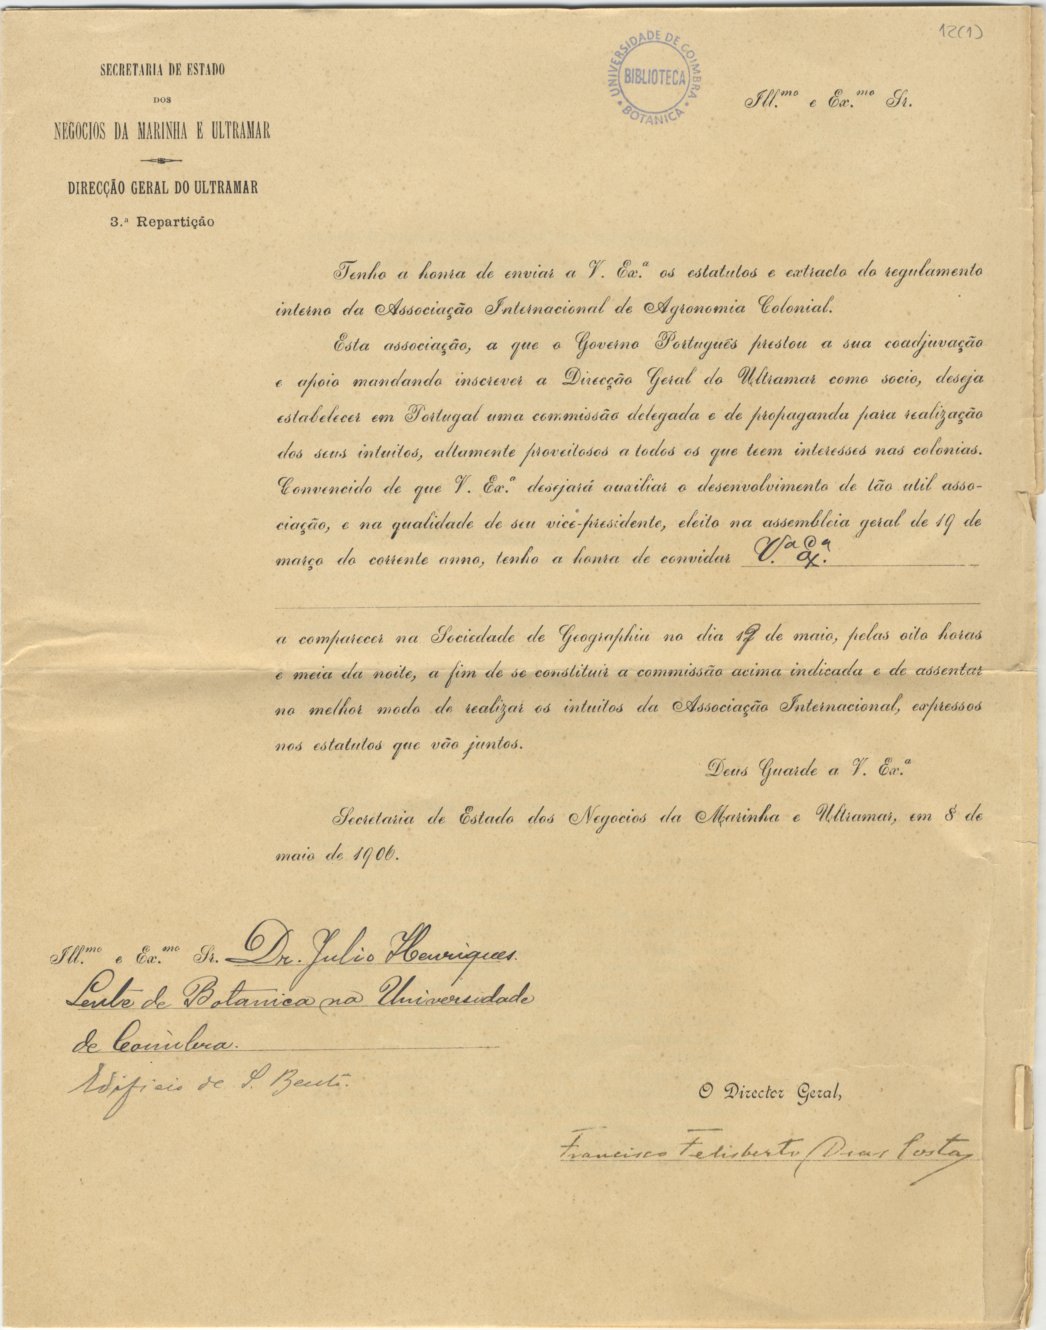 12(1)
UNIVERSIDADE DE COIMBRA
BIBLIOTECA
BOTANICA
SECRETARIA DE ESTADO
DOS
NEGOCIOS DA MARINHA E ULTRAMAR
DIRECÇÃO GERAL DO ULTRAMAR
3.ª Repartição
Ill.mo e Ex.mo Sr.
Tenho a honra de enviar a V. Ex.ª os estatutos e extracto do regulamento
interno da Associação Internacional de Agronomia Colonial.
Esta associação, a que o Governo Português prestou a sua coadjuvação
e apoio mandando inscrever a Direcção Geral do Ultramar como socio, deseja
estabelecer em Portugal uma commissão delegada e de propaganda para realização
dos seus intuitos, altamente proveitosos a todos os que teem interesses nas colonias.
Convencido de que V. Ex.ª desejará auxiliar o desenvolvimento de tão util asso-
ciação, e na qualidade de seu vice-presidente, eleito na assembleia geral de 19 de
março do corrente anno, tenho a honra de convidar V.ª Ex.ª
a comparecer na Sociedade de Geographia no dia de maio, pelas oito horas
e meia da noite, a fim de se constituir a commissão acima indicada e de assentar
no melhor modo de realizar os intuitos da Associação Internacional, expressos
nos estatutos que vão juntos.
Deus Guarde a V. Ex.ª
Secretaria de Estado dos Negocios da Marinha e Ultramar, em 8 de
maio de 1906.
Ill.mo e Ex.mo Sr. Dr. Julio Henriques.
Lente de Botanica na Universidade
de Coimbra.
Edificio de S. Bento.
O Director Geral,
Francisco Felisberto Dias Costa